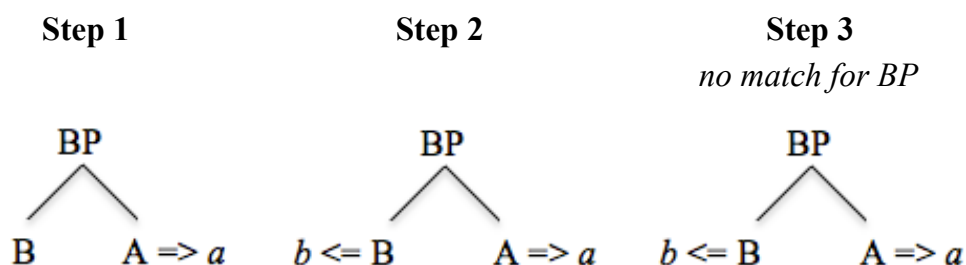 Step 1 Step 2 Step 3
no match for BP
BP BP BP
B A => a b <= B A => a b <= B A => a